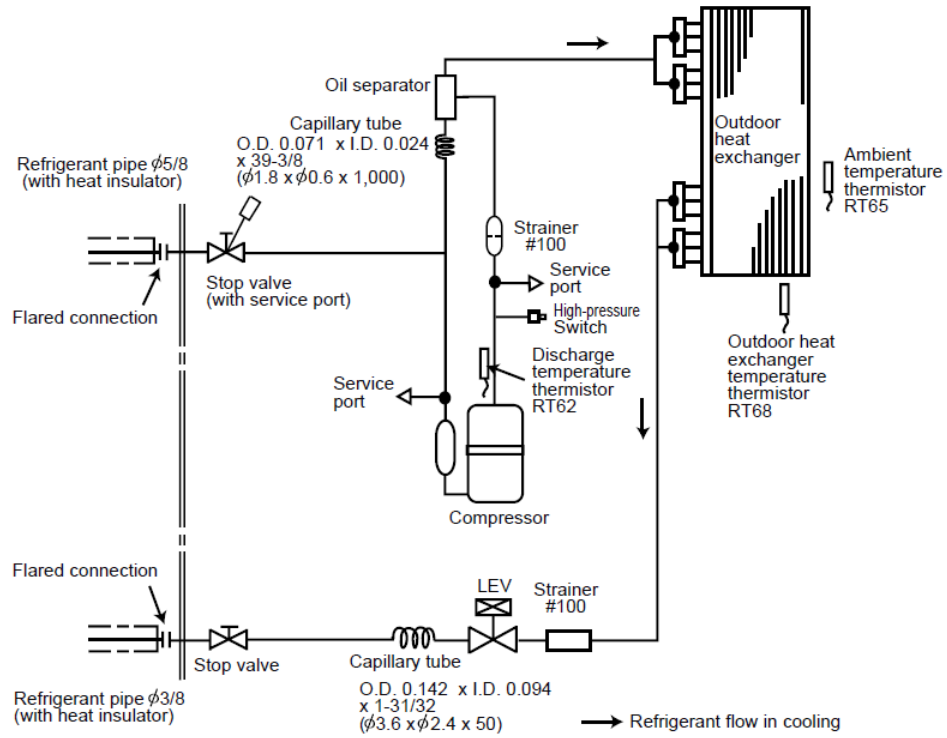 Oil separator
Capillary tube
O.D. 0.071 x I.D. 0.024
x 39-3/8
(ϕ1.8 x ϕ0.6 x 1,000)
Refrigerant pipe ϕ5/8
(with heat insulator)
Outdoor
heat
exchanger
Ambient
temperature
thermistor
RT65
Strainer
#100
Stop valve
(with service port)
Service
port
Flared connection
High-pressure
Switch
Outdoor heat
exchanger
temperature
thermistor
RT68
Discharge
temperature
thermistor
RT62
Service
port
Compressor
Flared connection
LEV
Strainer
#100
Stop valve
Capillary tube
O.D. 0.142 x I.D. 0.094
x 1-31/32
(ϕ3.6 x ϕ2.4 x 50)
Refrigerant pipe ϕ3/8
(with heat insulator)
Refrigerant flow in cooling